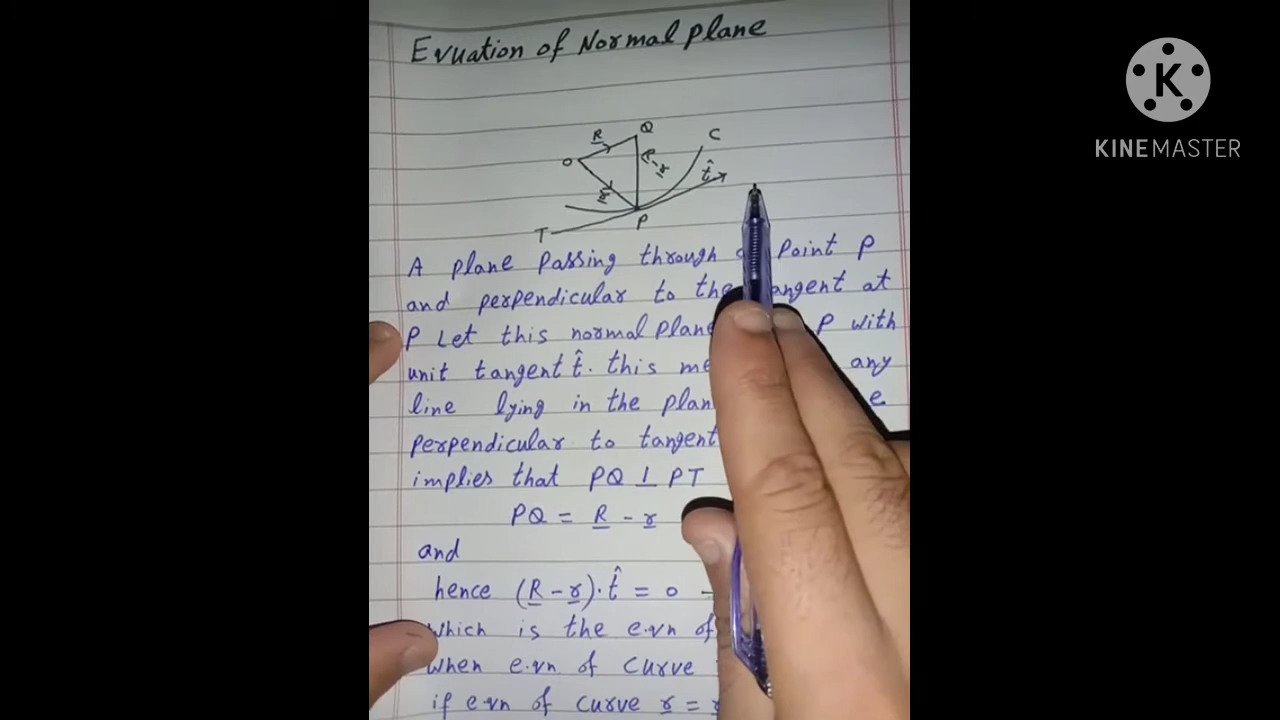 Evuation of Normal plane
R Q C
O R-r t̂
r
T P
A plane passing through point P
and perpendicular to the tangent at
P Let this normal plane P with
unit tangent t̂. this any
line lying in the plan
perpendicular to tangent
implies that PQ ⊥ PT
PQ = R - r
and
hence (R - r)·t̂ = 0
Which is the e.vn of
When e.vn of curve
if e.vn of curve r =
K
KINEMASTER